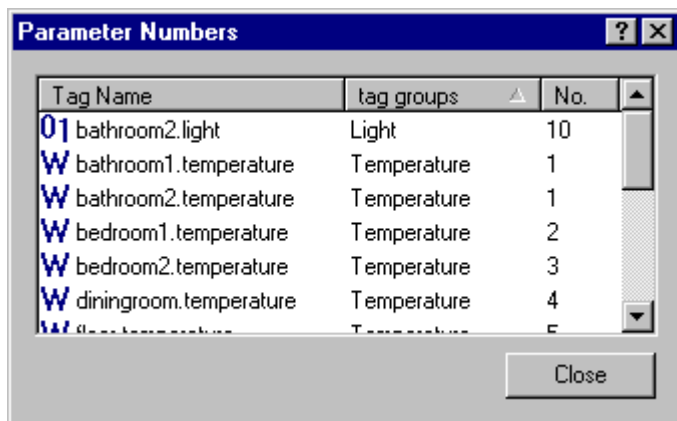 Parameter Numbers
Tag Name tag groups No.
01 bathroom2.light Light 10
W bathroom1.temperature Temperature 1
W bathroom2.temperature Temperature 1
W bedroom1.temperature Temperature 2
W bedroom2.temperature Temperature 3
W diningroom.temperature Temperature 4
Close